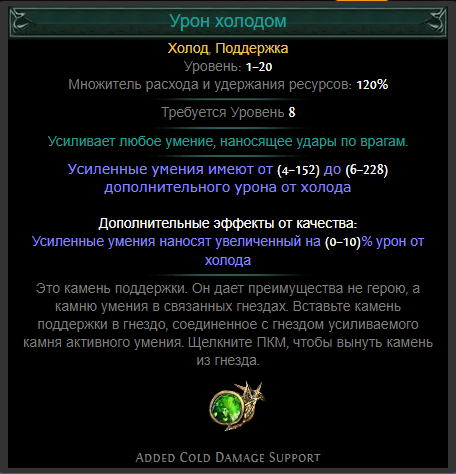 Урон холодом
Холод, Поддержка
Уровень: 1–20
Множитель расхода и удержания ресурсов: 120%
Требуется Уровень 8
Усиливает любое умение, наносящее удары по врагам.
Усиленные умения имеют от (4–152) до (6–228)
дополнительного урона от холода
Дополнительные эффекты от качества:
Усиленные умения наносят увеличенный на (0–10)% урон от
холода
Это камень поддержки. Он дает преимущества не герою, а
камню умения в связанных гнездах. Вставьте камень
поддержки в гнездо, соединенное с гнездом усиливаемого
камня активного умения. Щелкните ПКМ, чтобы вынуть камень
из гнезда.
Added Cold Damage Support